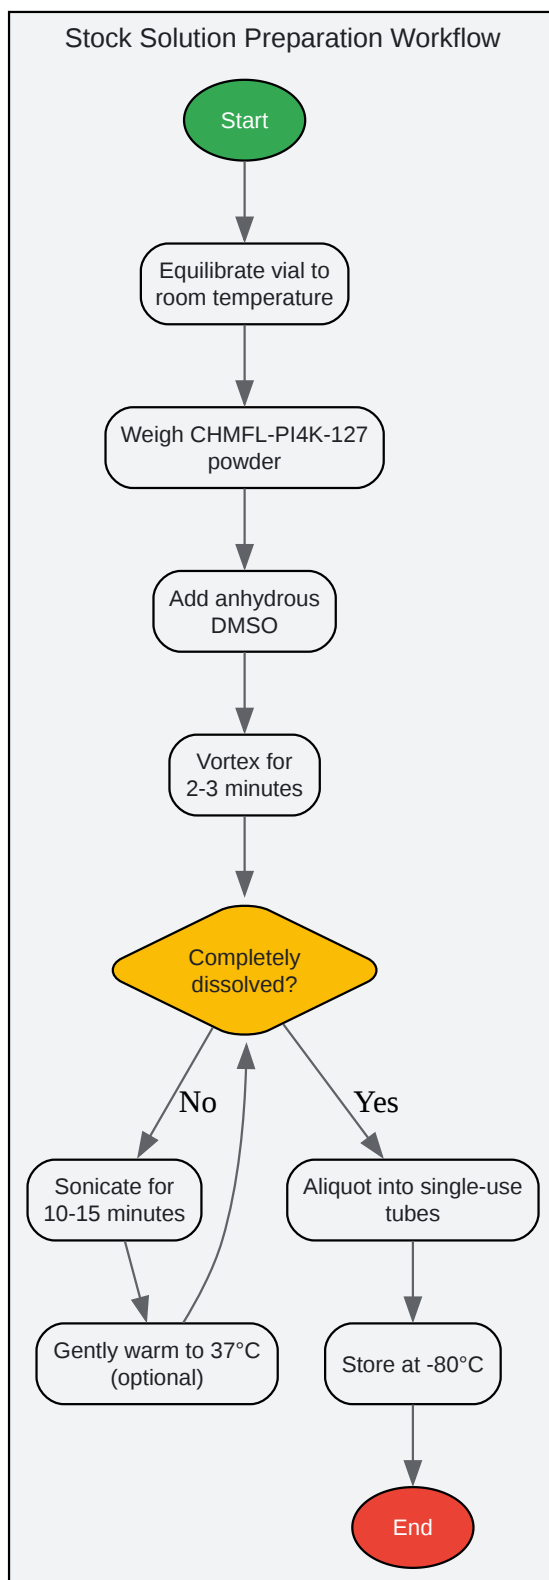 Stock Solution Preparation Workflow
Start
Equilibrate vial to
room temperature
Weigh CHMFL-PI4K-127
powder
Add anhydrous
DMSO
Vortex for
2-3 minutes
Completely
dissolved?
No
Yes
Sonicate for
10-15 minutes
Aliquot into single-use
tubes
Gently warm to 37°C
(optional)
Store at -80°C
End